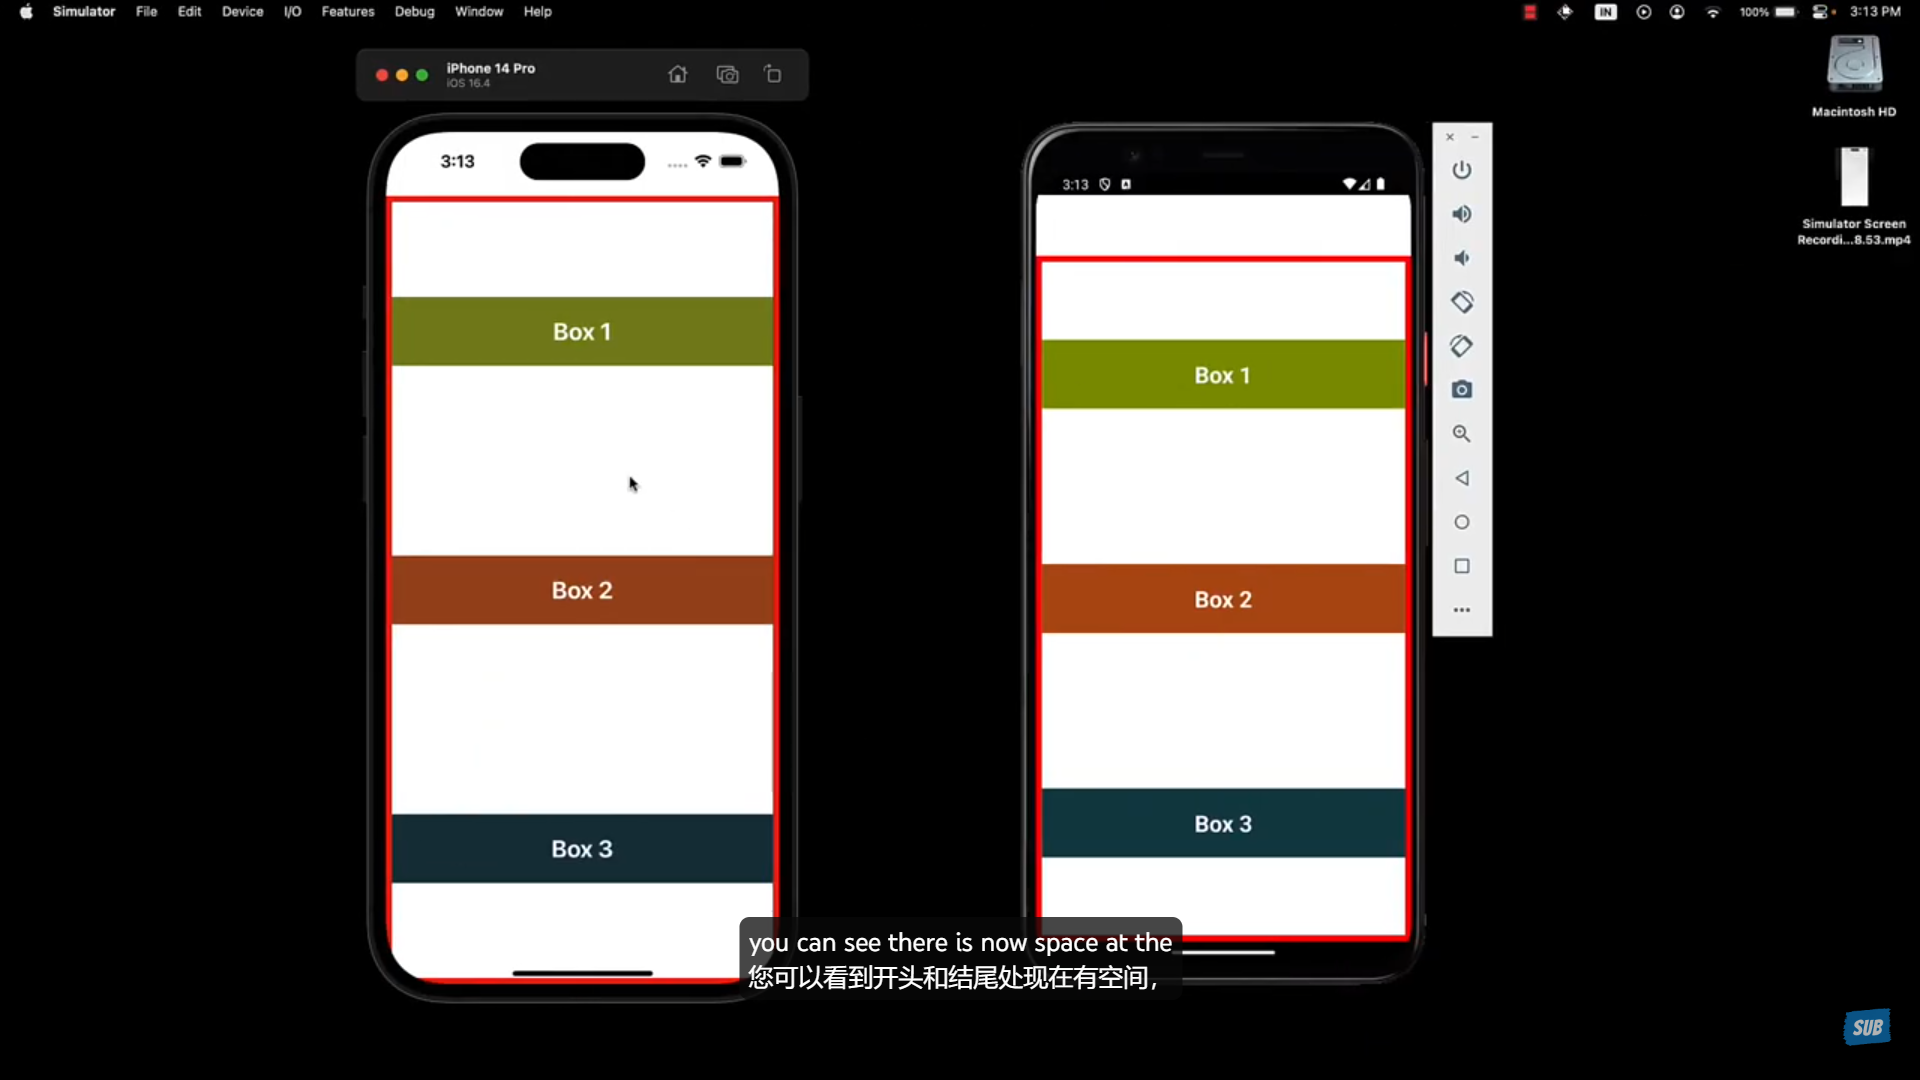 Simulator File Edit Device I/O Features Debug Window Help
IN
100%
3:13 PM
iPhone 14 Pro
iOS 16.4
3:13
Box 1
Box 2
Box 3
3:13
Box 1
Box 2
Box 3
Macintosh HD
Simulator Screen
Recordi...8.53.mp4
you can see there is now space at the
您可以看到开头和结尾处现在有空间,
SUB